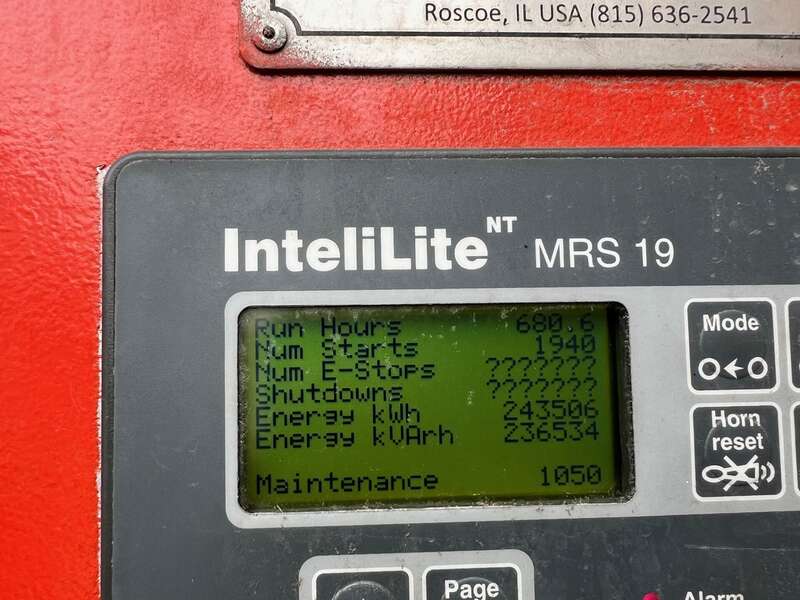 Roscoe, IL USA (815) 636-2541
InteliLite NT MRS 19
Run Hours 680.6
Num Starts 1940
Num E-Stops ???????
Shutdowns ???????
Energy kWh 243506
Energy kVArh 236534
Maintenance 1050
Mode
Horn
reset
Page
Alarm